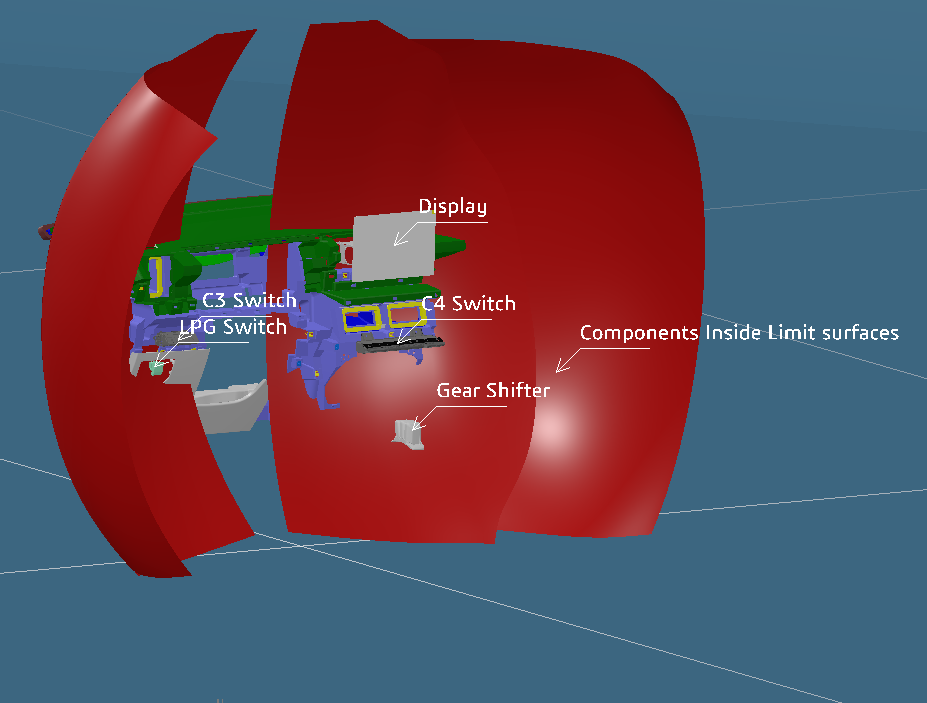 Display
C3 Switch
C4 Switch
LPG Switch
Components Inside Limit surfaces
Gear Shifter